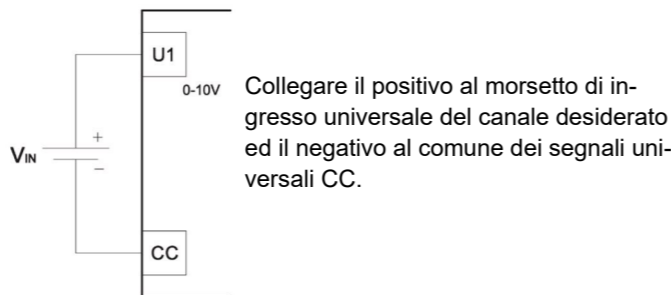 U1
0-10V
VIN
+
−
CC
Collegare il positivo al morsetto di in-
gresso universale del canale desiderato
ed il negativo al comune dei segnali uni-
versali CC.